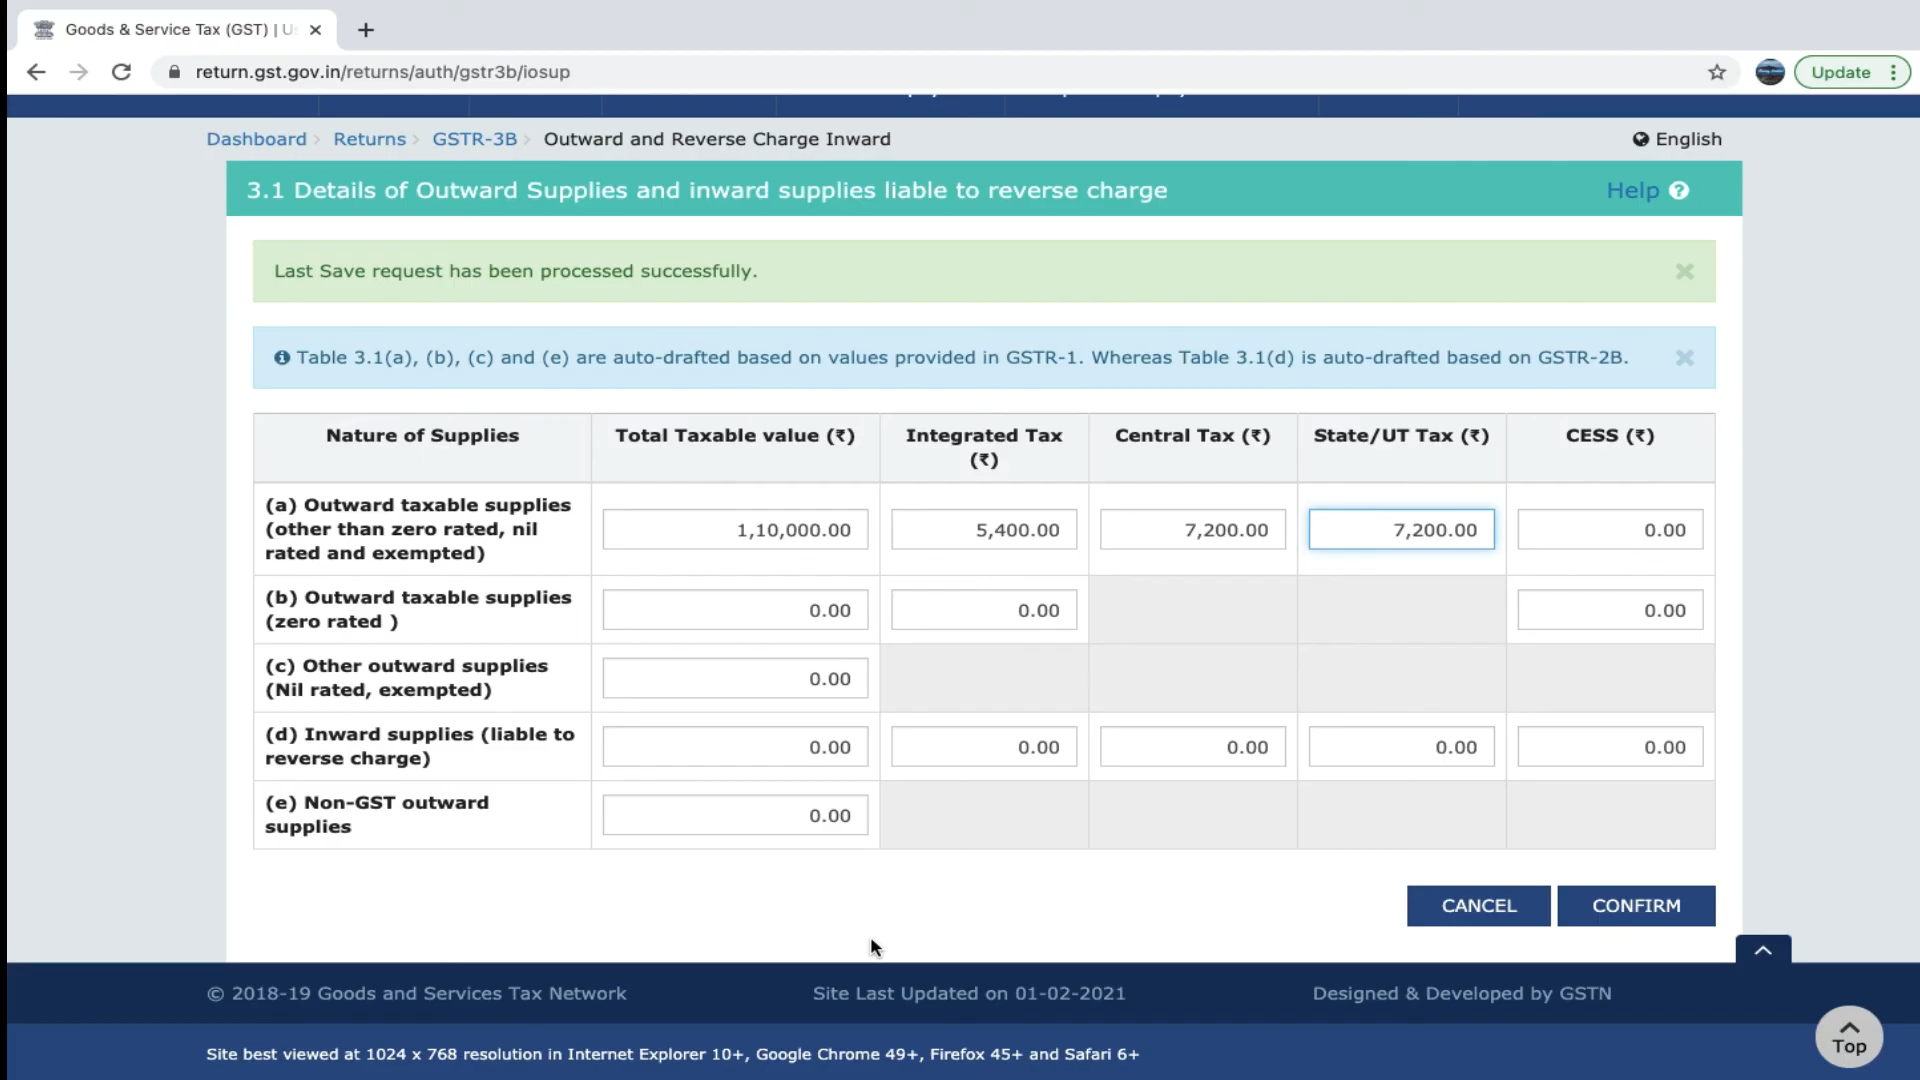 Goods & Service Tax (GST) | U
return.gst.gov.in/returns/auth/gstr3b/iosup
Update
Dashboard
Returns
GSTR-3B
Outward and Reverse Charge Inward
English
3.1 Details of Outward Supplies and inward supplies liable to reverse charge
Help
Last Save request has been processed successfully.
Table 3.1(a), (b), (c) and (e) are auto-drafted based on values provided in GSTR-1. Whereas Table 3.1(d) is auto-drafted based on GSTR-2B.
Nature of Supplies
Total Taxable value (₹)
Integrated Tax
(₹)
Central Tax (₹)
State/UT Tax (₹)
CESS (₹)
(a) Outward taxable supplies
(other than zero rated, nil
rated and exempted)
1,10,000.00
5,400.00
7,200.00
7,200.00
0.00
(b) Outward taxable supplies
(zero rated )
0.00
0.00
0.00
(c) Other outward supplies
(Nil rated, exempted)
0.00
(d) Inward supplies (liable to
reverse charge)
0.00
0.00
0.00
0.00
0.00
(e) Non-GST outward
supplies
0.00
CANCEL
CONFIRM
© 2018-19 Goods and Services Tax Network
Site Last Updated on 01-02-2021
Designed & Developed by GSTN
Site best viewed at 1024 x 768 resolution in Internet Explorer 10+, Google Chrome 49+, Firefox 45+ and Safari 6+
Top